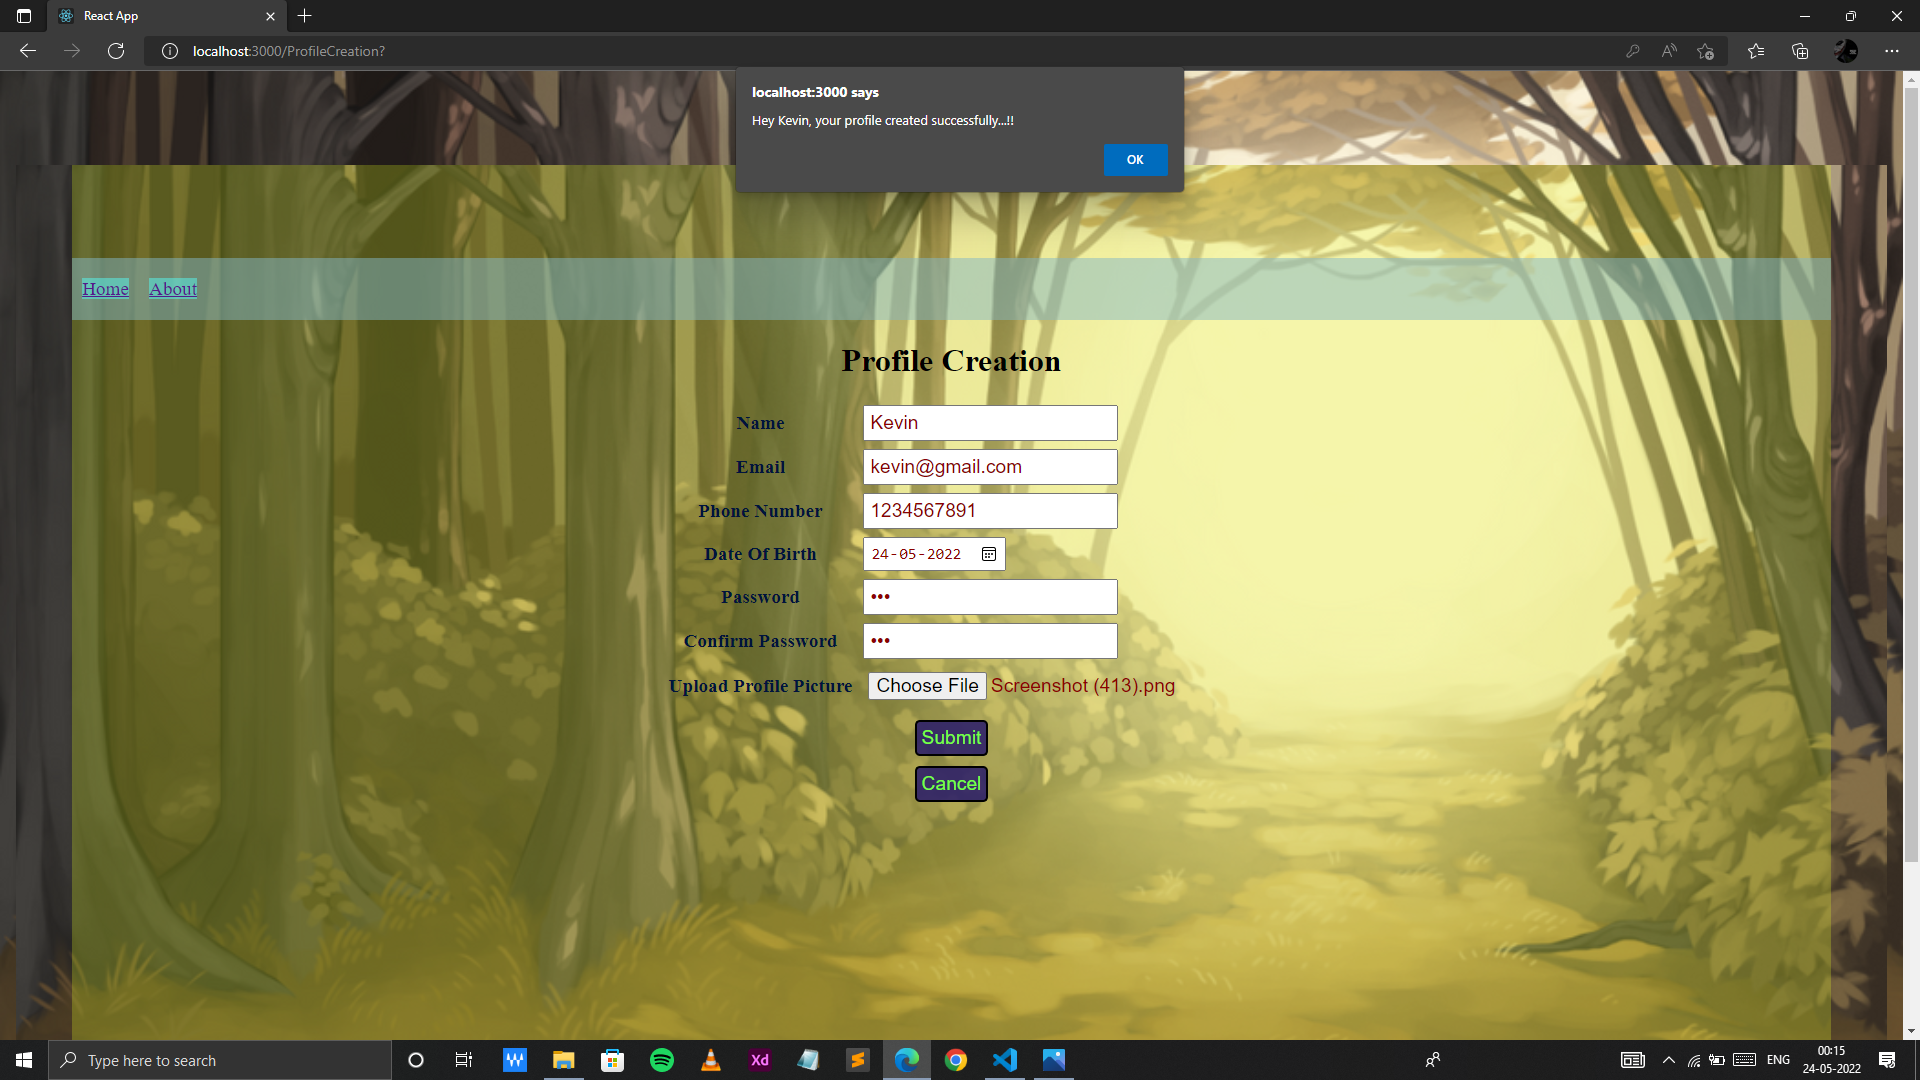 React App
localhost:3000/ProfileCreation?
localhost:3000 says
Hey Kevin, your profile created successfully...!!
OK
Home About
Profile Creation
Name Kevin
Email kevin@gmail.com
Phone Number 1234567891
Date Of Birth 24-05-2022
Password •••
Confirm Password •••
Upload Profile Picture Choose File Screenshot (413).png
Submit
Cancel
Type here to search
Xd
ENG
00:15
24-05-2022